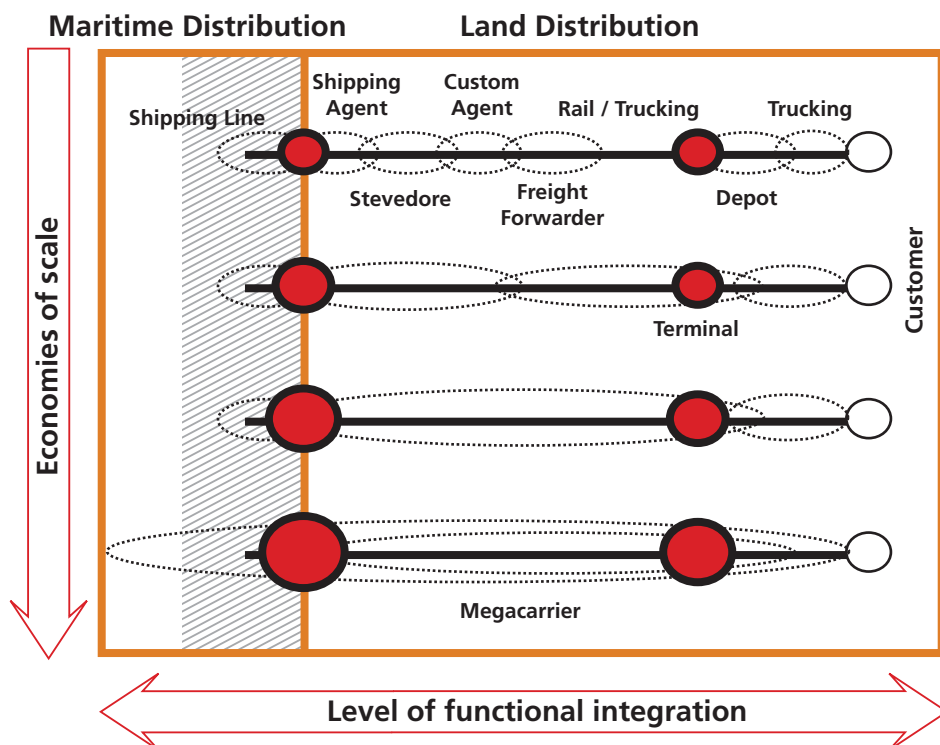 Maritime Distribution
Land Distribution
Shipping
Agent
Custom
Agent
Shipping Line
Rail / Trucking
Trucking
Stevedore
Freight
Forwarder
Depot
Customer
Economies of scale
Terminal
Megacarrier
Level of functional integration